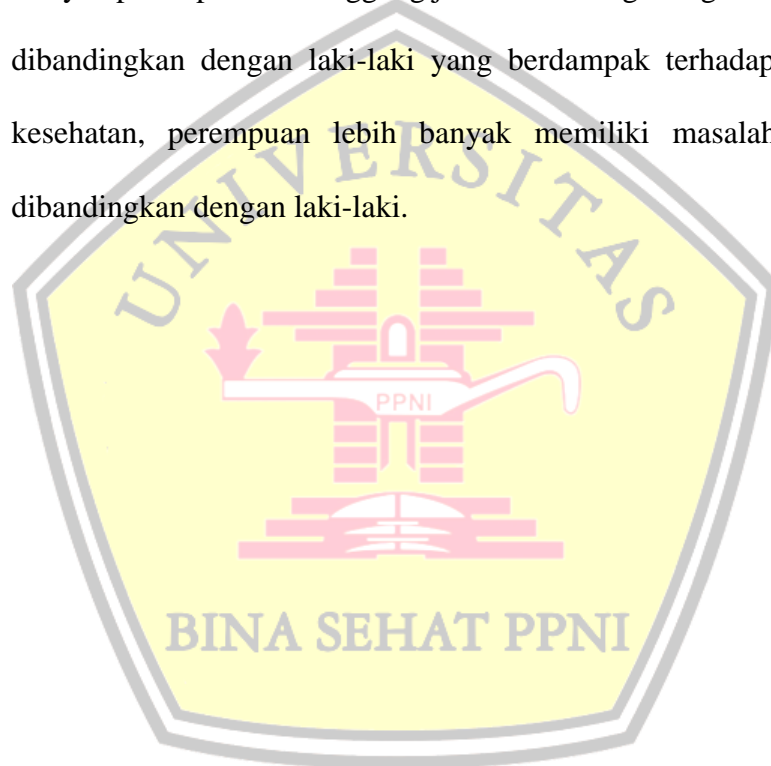 dibandingkan dengan laki-laki yang berdampak terhadap
kesehatan, perempuan lebih banyak memiliki masalah
dibandingkan dengan laki-laki.
UNIVERSITAS
PPNI
BINA SEHAT PPNI